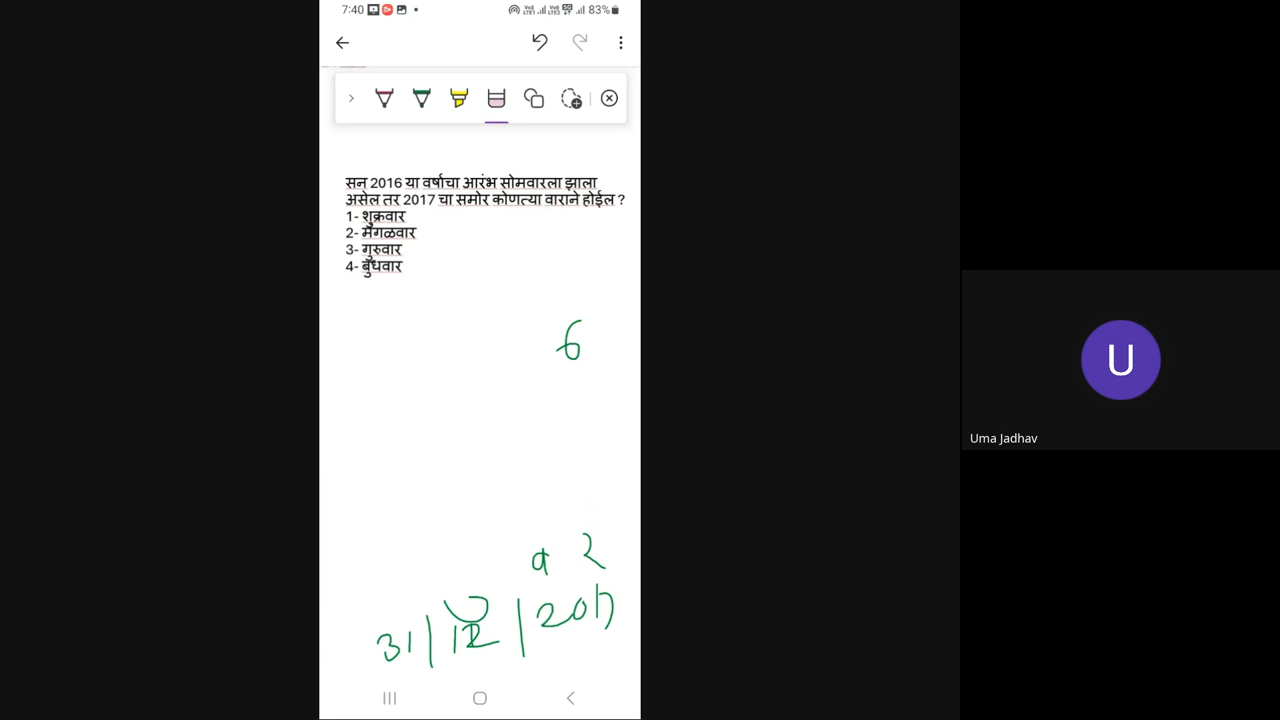 7:40 83%
सन 2016 या वर्षाचा आरंभ सोमवारला झाला
असेल तर 2017 चा समोर कोणत्या वाराने होईल ?
1- शुक्रवार
2- मंगळवार
3- गुरुवार
4- बुधवार
6
31/12/2017
U
Uma Jadhav